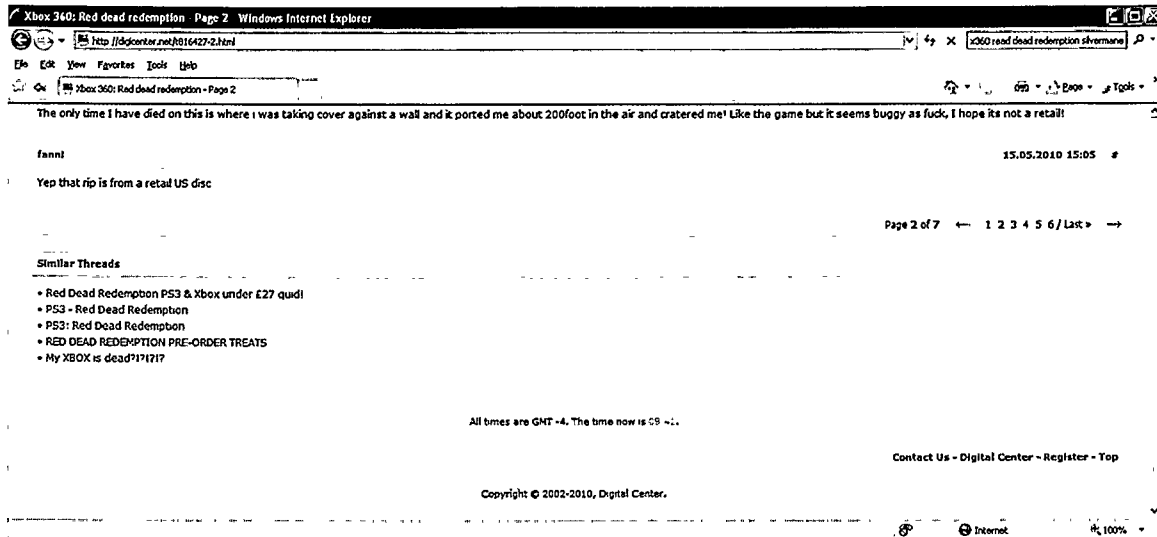 Xbox 360: Red dead redemption - Page 2 Windows Internet Explorer
http://digicenter.net/t816427-2.html
x360 read dead redemption silvermane
File Edit View Favorites Tools Help
Xbox 360: Red dead redemption - Page 2
Page Tools
The only time I have died on this is where i was taking cover against a wall and it ported me about 200foot in the air and cratered me! Like the game but it seems buggy as fuck, I hope its not a retail!
fannl 15.05.2010 15:05 #
Yep that rip is from a retail US disc
Page 2 of 7 ← 1 2 3 4 5 6 / Last » →
Similar Threads
• Red Dead Redemption PS3 & Xbox under £27 quid!
• PS3 - Red Dead Redemption
• PS3: Red Dead Redemption
• RED DEAD REDEMPTION PRE-ORDER TREATS
• My XBOX is dead?!?!?!?
All times are GMT -4. The time now is
Contact Us - Digital Center - Register - Top
Copyright © 2002-2010, Digital Center.
Internet 100%